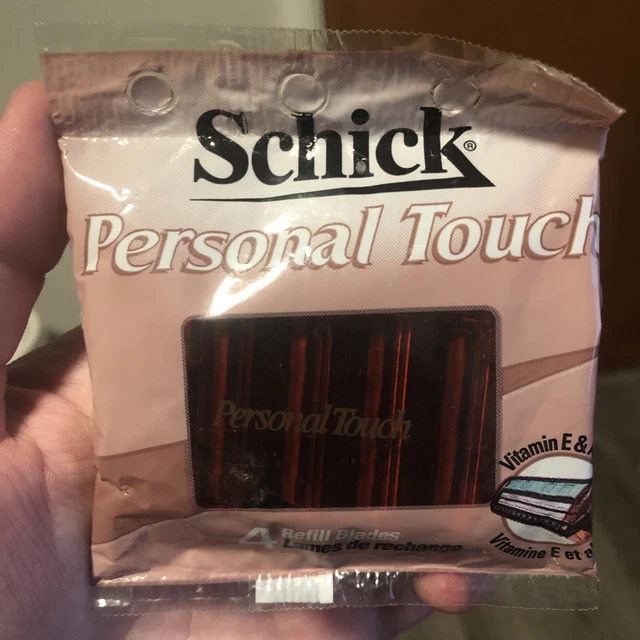 Schick®
Personal Touch
Personal Touch
Vitamin E &
4 Refill Blades
Lames de rechange
Vitamine E et